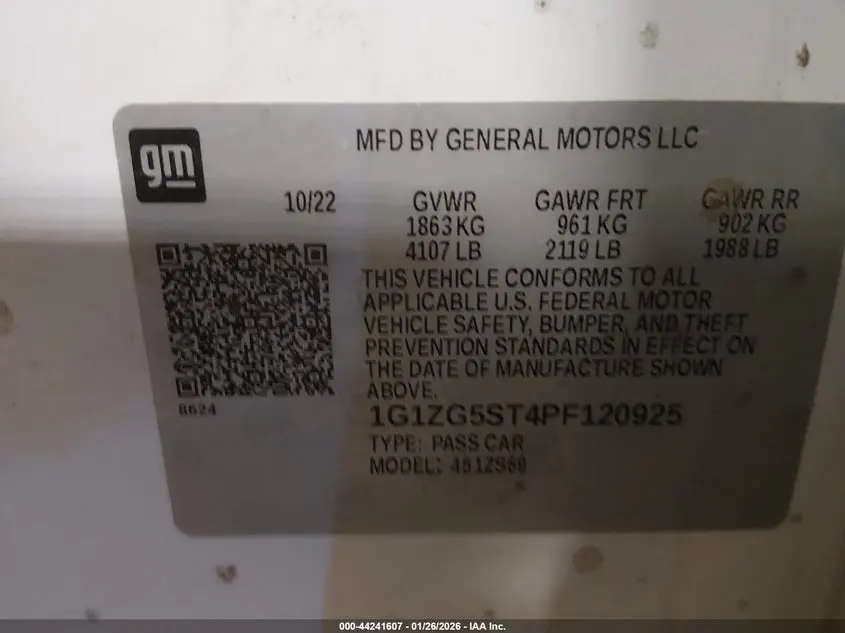 gm
MFD BY GENERAL MOTORS LLC
10/22 GVWR GAWR FRT GAWR RR
1863 KG 961 KG 902 KG
4107 LB 2119 LB 1988 LB
THIS VEHICLE CONFORMS TO ALL
APPLICABLE U.S. FEDERAL MOTOR
VEHICLE SAFETY, BUMPER, AND THEFT
PREVENTION STANDARDS IN EFFECT ON
THE DATE OF MANUFACTURE SHOWN
ABOVE.
8624
1G1ZG5ST4PF120925
TYPE: PASS CAR
MODEL:
000-44241607 - 01/26/2026 - IAA Inc.